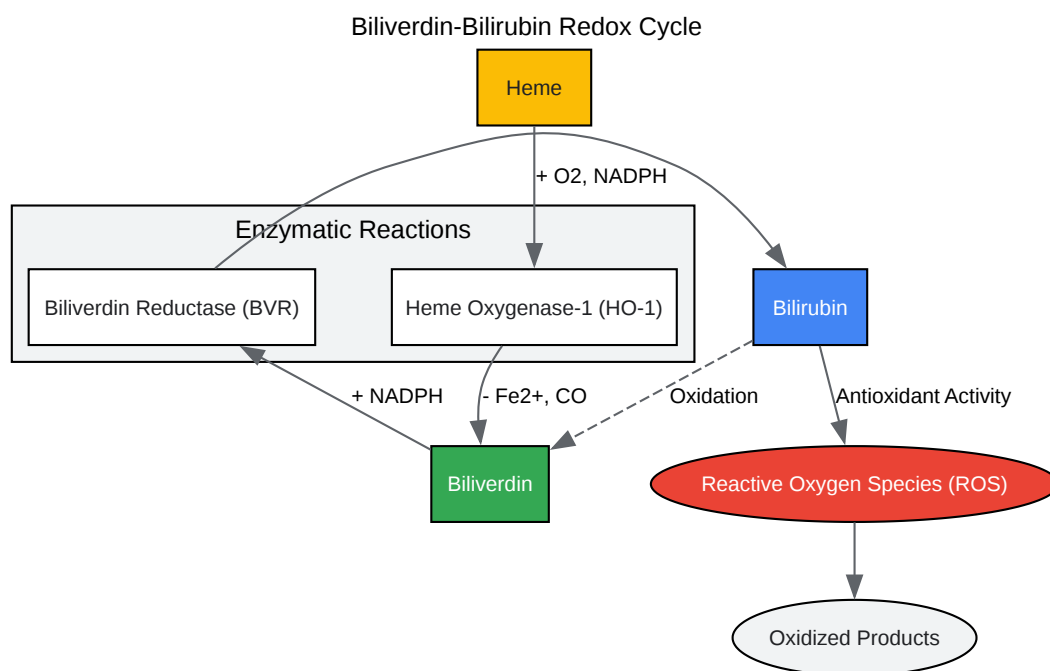 Biliverdin-Bilirubin Redox Cycle
Heme
+ O2, NADPH
Enzymatic Reactions
Biliverdin Reductase (BVR)
Heme Oxygenase-1 (HO-1)
Bilirubin
+ NADPH
- Fe2+, CO
Oxidation
Antioxidant Activity
Biliverdin
Reactive Oxygen Species (ROS)
Oxidized Products